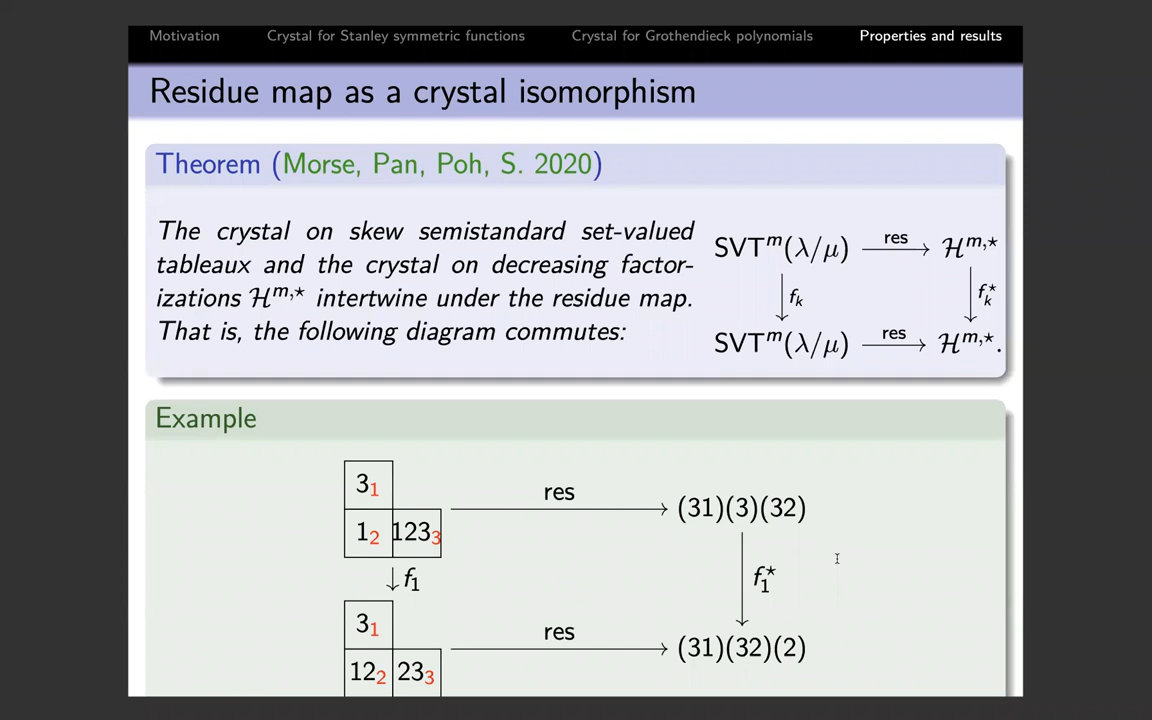 Motivation Crystal for Stanley symmetric functions Crystal for Grothendieck polynomials Properties and results
Residue map as a crystal isomorphism
Theorem (Morse, Pan, Poh, S. 2020)
The crystal on skew semistandard set-valued
tableaux and the crystal on decreasing factor-
izations ℋ^{m,⋆} intertwine under the residue map.
That is, the following diagram commutes:
SVT^m(λ/μ) res ℋ^{m,⋆}
f_k f_k^⋆
SVT^m(λ/μ) res ℋ^{m,⋆}.
Example
3_1
1_2 123_3
res
(31)(3)(32)
f_1 f_1^⋆
3_1
12_2 23_3
res
(31)(32)(2)